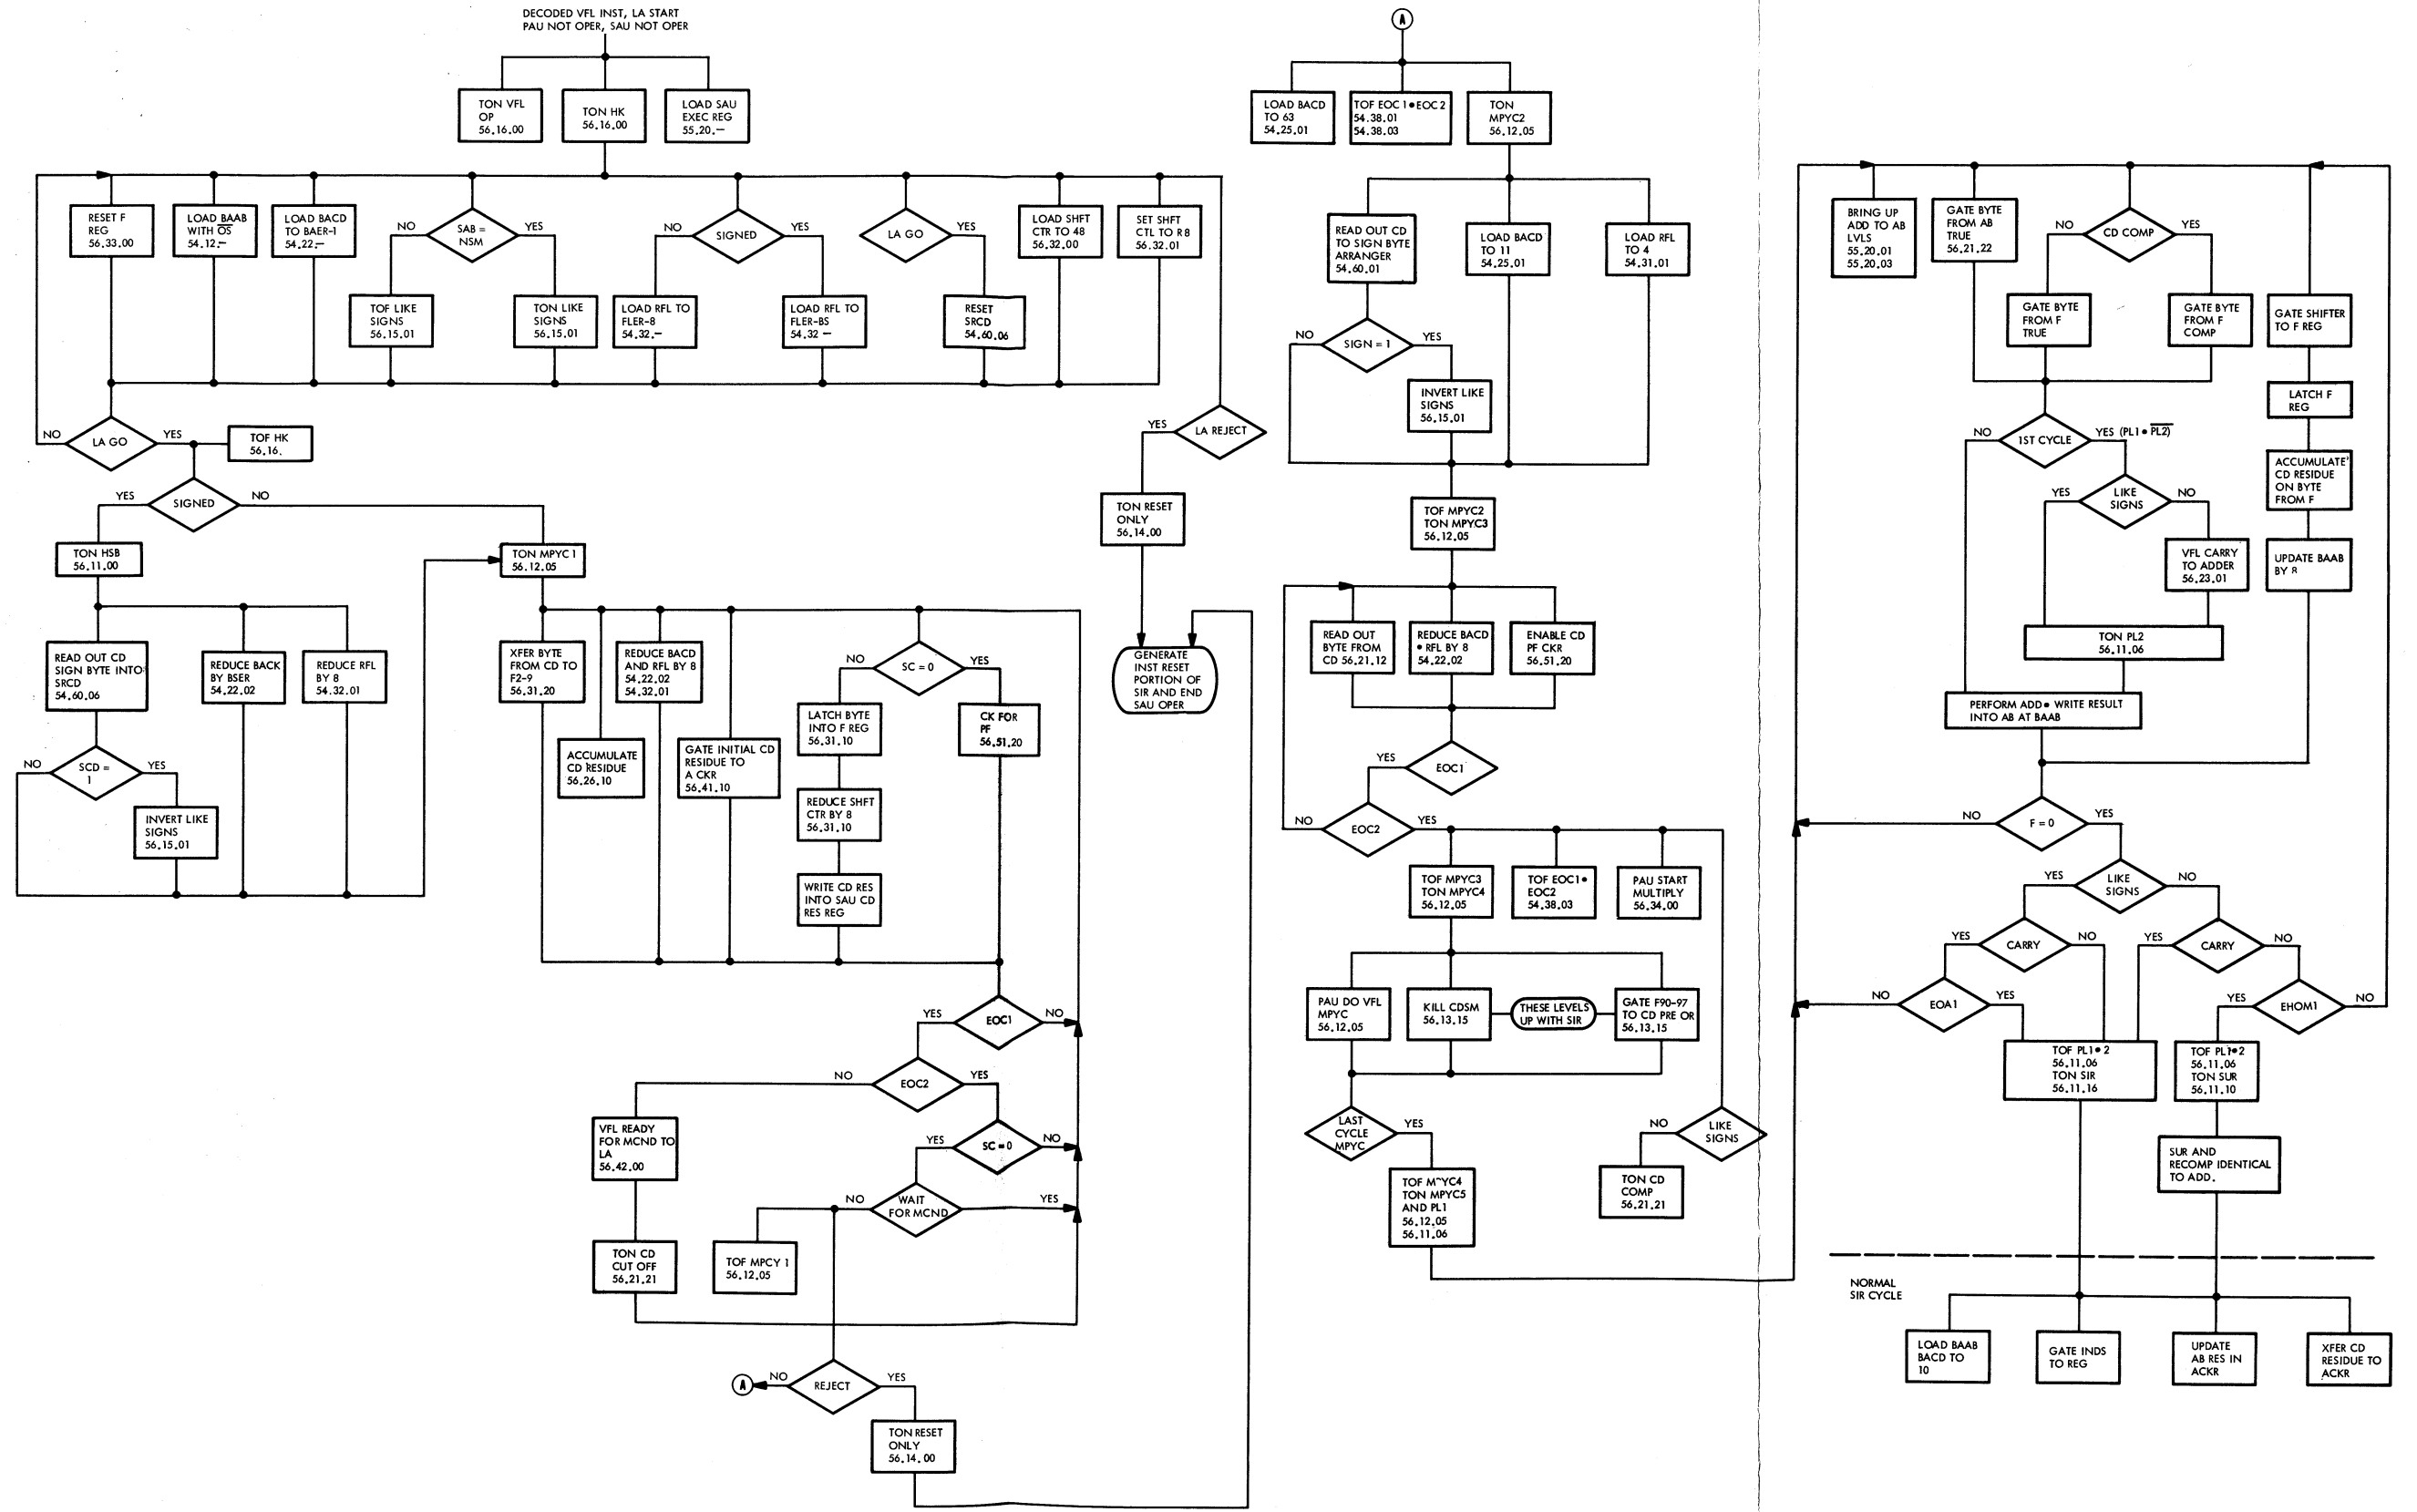 DECODED VFL INST, LA START
PAU NOT OPER, SAU NOT OPER
TON VFL
OP
56.16.00
TON HK
56.16.00
LOAD SAU
EXEC REG
55.20.—
RESET F
REG
56.33.00
LOAD BAAB
WITH O̅S̅
54.12.—
LOAD BACD
TO BAER-1
54.22.—
NO
SAB =
NSM
YES
TOF LIKE
SIGNS
56.15.01
TON LIKE
SIGNS
56.15.01
NO
SIGNED
YES
LOAD RFL TO
FLER-8
54.32.—
LOAD RFL TO
FLER-BS
54.32 —
LA GO
YES
RESET
SRCD
54.60.06
LOAD SHFT
CTR TO 48
56.32.00
SET SHFT
CTL TO R 8
56.32.01
NO
LA GO
YES
TOF HK
56.16.
YES
LA REJECT
TON RESET
ONLY
56.14.00
GENERATE
INST RESET
PORTION OF
SIR AND END
SAU OPER
YES
SIGNED
NO
TON HSB
56.11.00
READ OUT CD
SIGN BYTE INTO
SRCD
54.60.06
REDUCE BACK
BY BSER
54.22.02
REDUCE RFL
BY 8
54.32.01
NO
SCD =
1
YES
INVERT LIKE
SIGNS
56.15.01
TON MPYC 1
56.12.05
XFER BYTE
FROM CD TO
F2-9
56.31.20
ACCUMULATE
CD RESIDUE
56.26.10
REDUCE BACD
AND RFL BY 8
54.22.02
54.32.01
GATE INITIAL CD
RESIDUE TO
A CKR
56.41.10
NO
SC = 0
YES
LATCH BYTE
INTO F REG
56.31.10
REDUCE SHFT
CTR BY 8
56.31.10
WRITE CD RES
INTO SAU CD
RES REG
CK FOR
PF
56.51.20
YES
EOC1
NO
NO
EOC2
YES
YES
SC = 0
NO
NO
WAIT
FOR MCND
YES
VFL READY
FOR MCND TO
LA
56.42.00
TON CD
CUT OFF
56.21.21
TOF MPCY 1
56.12.05
A
NO
REJECT
YES
TON RESET
ONLY
56.14.00
A
LOAD BACD
TO 63
54.25.01
TOF EOC 1 • EOC 2
54.38.01
54.38.03
TON
MPYC2
56.12.05
READ OUT CD
TO SIGN BYTE
ARRANGER
54.60.01
LOAD BACD
TO 11
54.25.01
LOAD RFL
TO 4
54.31.01
NO
SIGN = 1
YES
INVERT LIKE
SIGNS
56.15.01
TOF MPYC2
TON MPYC3
56.12.05
READ OUT
BYTE FROM
CD 56.21.12
REDUCE BACD
• RFL BY 8
54.22.02
ENABLE CD
PF CKR
56.51.20
YES
EOC1
NO
EOC2
YES
TOF MPYC3
TON MPYC4
56.12.05
TOF EOC1 •
EOC2
54.38.03
PAU START
MULTIPLY
56.34.00
PAU DO VFL
MPYC
56.12.05
KILL CDSM
56.13.15
THESE LEVELS
UP WITH SIR
GATE F90-97
TO CD PRE OR
56.13.15
LAST
CYCLE
MPYC
YES
TOF M~YC4
TON MPYC5
AND PL1
56.12.05
56.11.06
NO
LIKE
SIGNS
TON CD
COMP
56.21.21
BRING UP
ADD TO AB
LVLS
55.20.01
55.20.03
GATE BYTE
FROM AB
TRUE
56.21.22
NO
CD COMP
YES
GATE BYTE
FROM F
TRUE
GATE BYTE
FROM F
COMP
GATE SHIFTER
TO F REG
LATCH F
REG
ACCUMULATE
CD RESIDUE
ON BYTE
FROM F
UPDATE BAAB
BY 8
NO
1ST CYCLE
YES (PL1 • P̅L̅2̅)
YES
LIKE
SIGNS
NO
VFL CARRY
TO ADDER
56.23.01
TON PL2
56.11.06
PERFORM ADD • WRITE RESULT
INTO AB AT BAAB
NO
F = 0
YES
YES
LIKE
SIGNS
NO
YES
CARRY
NO
YES
CARRY
NO
NO
EOA1
YES
YES
EHOM1
NO
TOF PL1 • 2
56.11.06
TON SIR
56.11.16
TOF PL1 • 2
56.11.06
TON SUR
56.11.10
SUR AND
RECOMP IDENTICAL
TO ADD.
NORMAL
SIR CYCLE
LOAD BAAB
BACD TO
10
GATE INDS
TO REG
UPDATE
AB RES IN
ACKR
XFER CD
RESIDUE TO
ACKR